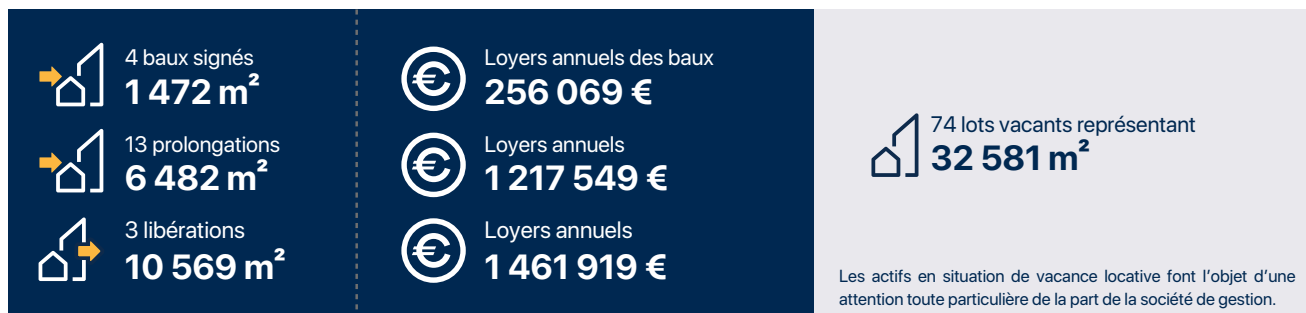 4 baux signés
1 472 m²
13 prolongations
6 482 m²
3 libérations
10 569 m²
Loyers annuels des baux
256 069 €
Loyers annuels
1 217 549 €
Loyers annuels
1 461 919 €
74 lots vacants représentant
32 581 m²
Les actifs en situation de vacance locative font l’objet d’une
attention toute particulière de la part de la société de gestion.